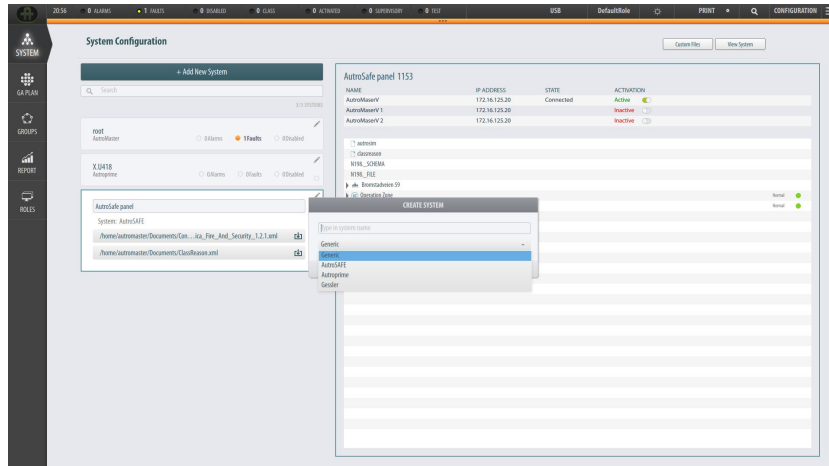 20:56 0 ALARMS 1 FAULTS 0 DISABLED 0 CLASS 0 ACTIVATED 0 SUPERVISORY 0 TEST USB DefaultRole PRINT CONFIGURATION
SYSTEM
GA PLAN
GROUPS
REPORT
ROLES
System Configuration
Custom Files View System
+ Add New System
Search
3/3 SYSTEMS
root
AutroMaster 0Alarms 1Faults 0Disabled
X.U418
Autroprime 0Alarms 0Faults 0Disabled
AutroSafe panel
System: AutroSAFE
/home/automaster/Documents/Con...ica_Fire_And_Security_1.2.1.xml
/home/automaster/Documents/ClassReason.xml
AutroSafe panel 1153
NAME IP ADDRESS STATE ACTIVATION
AutroMaserV 172.16.125.20 Connected Active
AutroMaserV 1 172.16.125.20 Inactive
AutroMaserV 2 172.16.125.20 Inactive
autrosim
classreason
N198._SCHEMA
N198._FILE
Bromstadveien 59
Operation Zone Normal
Normal
CREATE SYSTEM
Type in system name
Generic
Generic
AutroSAFE
Autroprime
Gessler